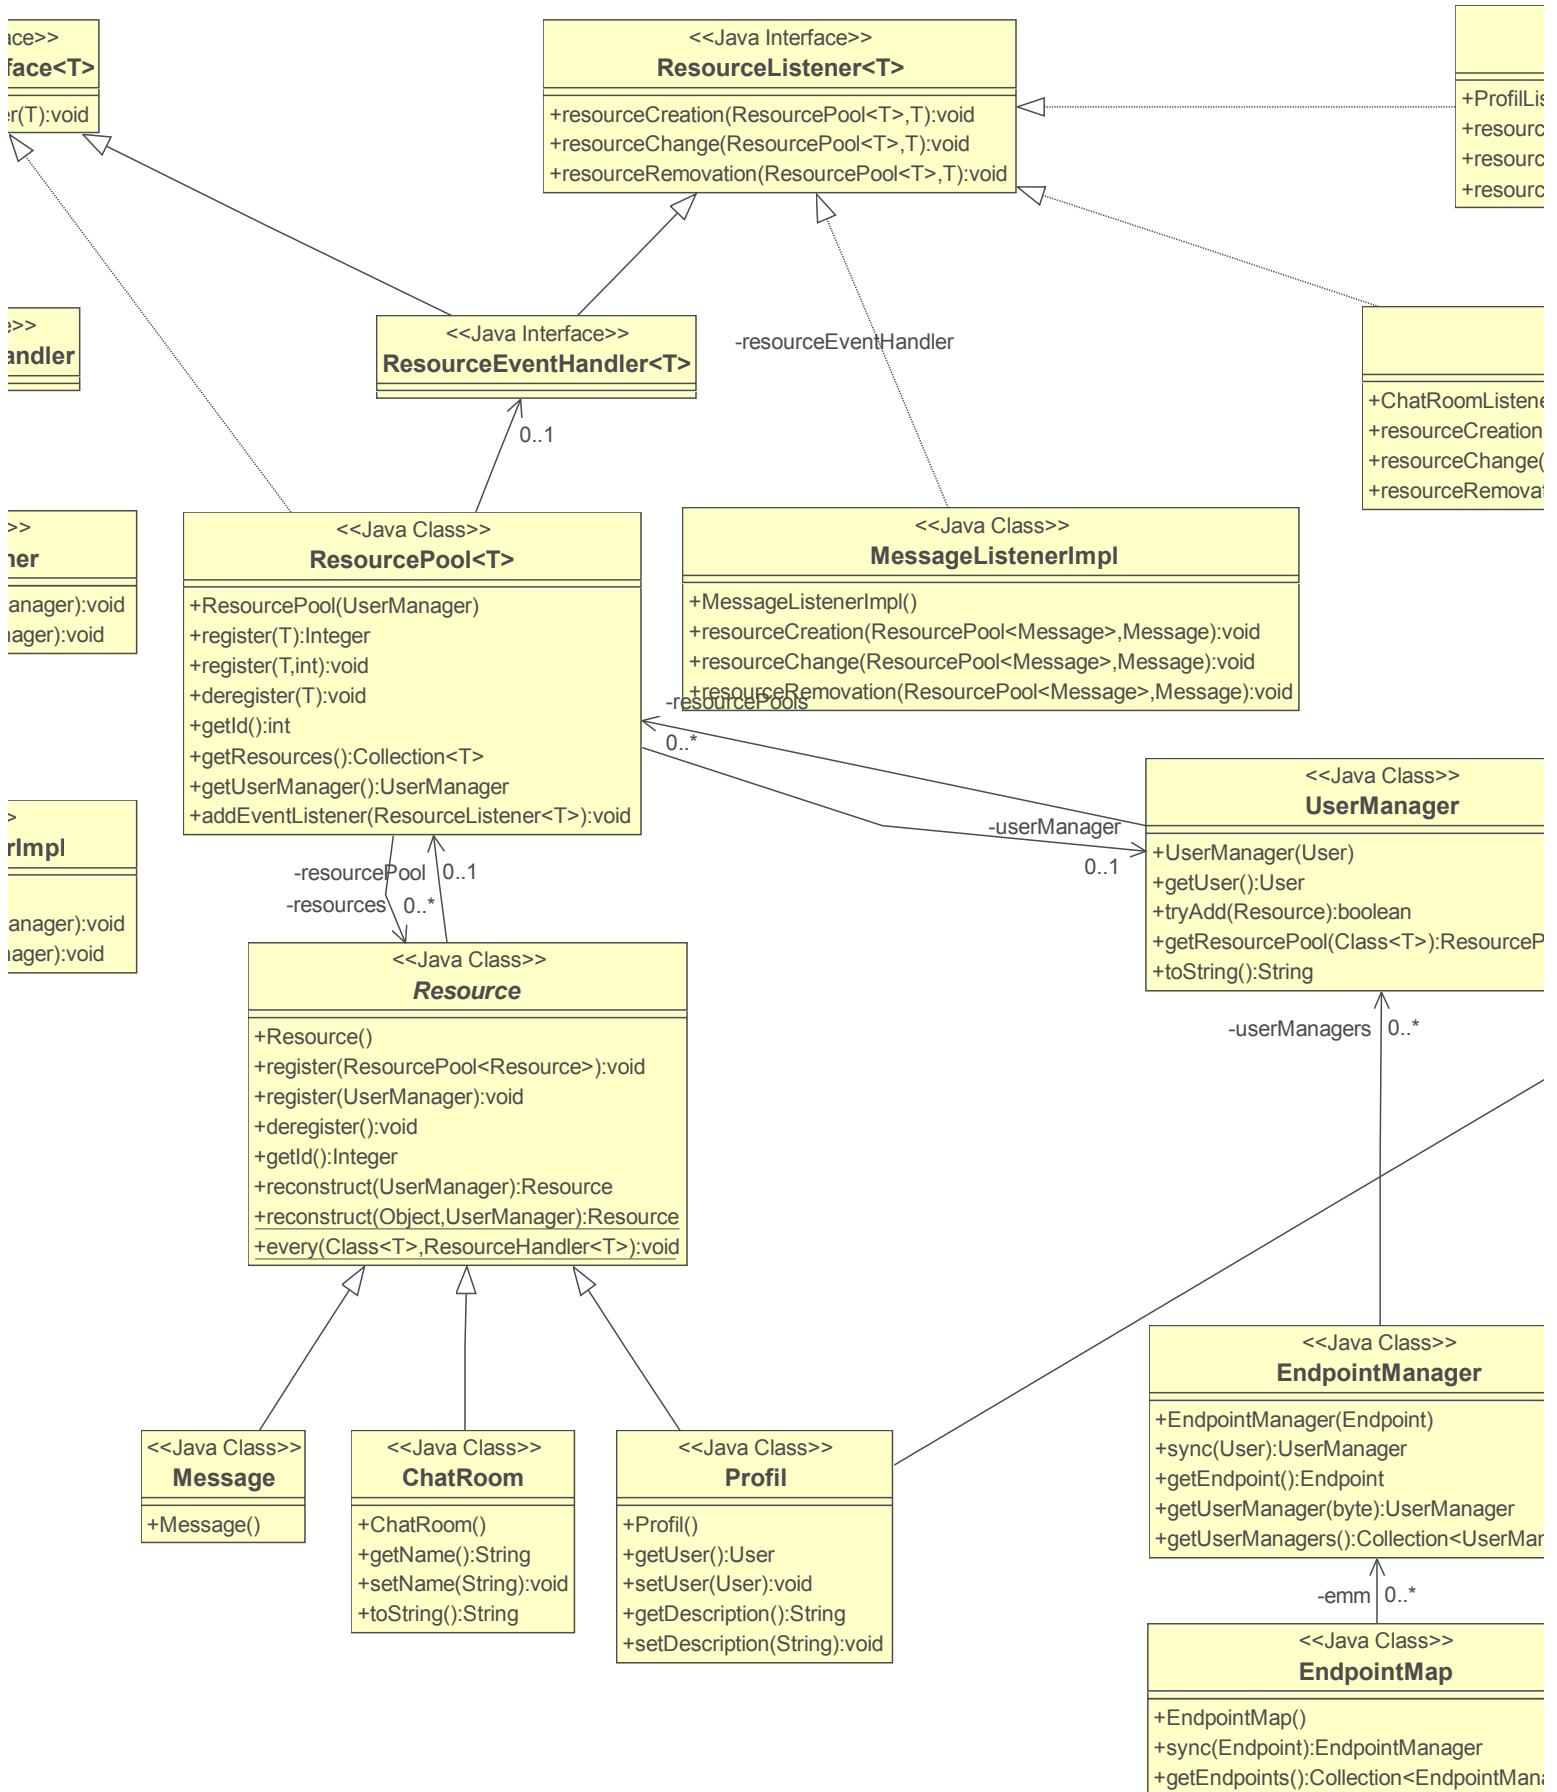 ace>>
face<T>
er(T):void
<<Java Interface>>
ResourceListener<T>
+resourceCreation(ResourcePool<T>,T):void
+resourceChange(ResourcePool<T>,T):void
+resourceRemovation(ResourcePool<T>,T):void
+ProfilLis
+resourc
+resourc
+resourc
e>>
andler
<<Java Interface>>
ResourceEventHandler<T>
-resourceEventHandler
0..1
+ChatRoomListene
+resourceCreation
+resourceChange(
+resourceRemovat
>>
ner
anager):void
nager):void
<<Java Class>>
ResourcePool<T>
+ResourcePool(UserManager)
+register(T):Integer
+register(T,int):void
+deregister(T):void
+getId():int
+getResources():Collection<T>
+getUserManager():UserManager
+addEventListener(ResourceListener<T>):void
<<Java Class>>
MessageListenerImpl
+MessageListenerImpl()
+resourceCreation(ResourcePool<Message>,Message):void
+resourceChange(ResourcePool<Message>,Message):void
+resourceRemovation(ResourcePool<Message>,Message):void
-resourcePools
0..*
-userManager
0..1
>
rImpl
anager):void
nager):void
<<Java Class>>
UserManager
+UserManager(User)
+getUser():User
+tryAdd(Resource):boolean
+getResourcePool(Class<T>):ResourceP
+toString():String
-resourcePool
0..1
-resources
0..*
<<Java Class>>
Resource
+Resource()
+register(ResourcePool<Resource>):void
+register(UserManager):void
+deregister():void
+getId():Integer
+reconstruct(UserManager):Resource
+reconstruct(Object,UserManager):Resource
+every(Class<T>,ResourceHandler<T>):void
-userManagers
0..*
<<Java Class>>
Message
+Message()
<<Java Class>>
ChatRoom
+ChatRoom()
+getName():String
+setName(String):void
+toString():String
<<Java Class>>
Profil
+Profil()
+getUser():User
+setUser(User):void
+getDescription():String
+setDescription(String):void
<<Java Class>>
EndpointManager
+EndpointManager(Endpoint)
+sync(User):UserManager
+getEndpoint():Endpoint
+getUserManager(byte):UserManager
+getUserManagers():Collection<UserMan
-emm
0..*
<<Java Class>>
EndpointMap
+EndpointMap()
+sync(Endpoint):EndpointManager
+getEndpoints():Collection<EndpointMana